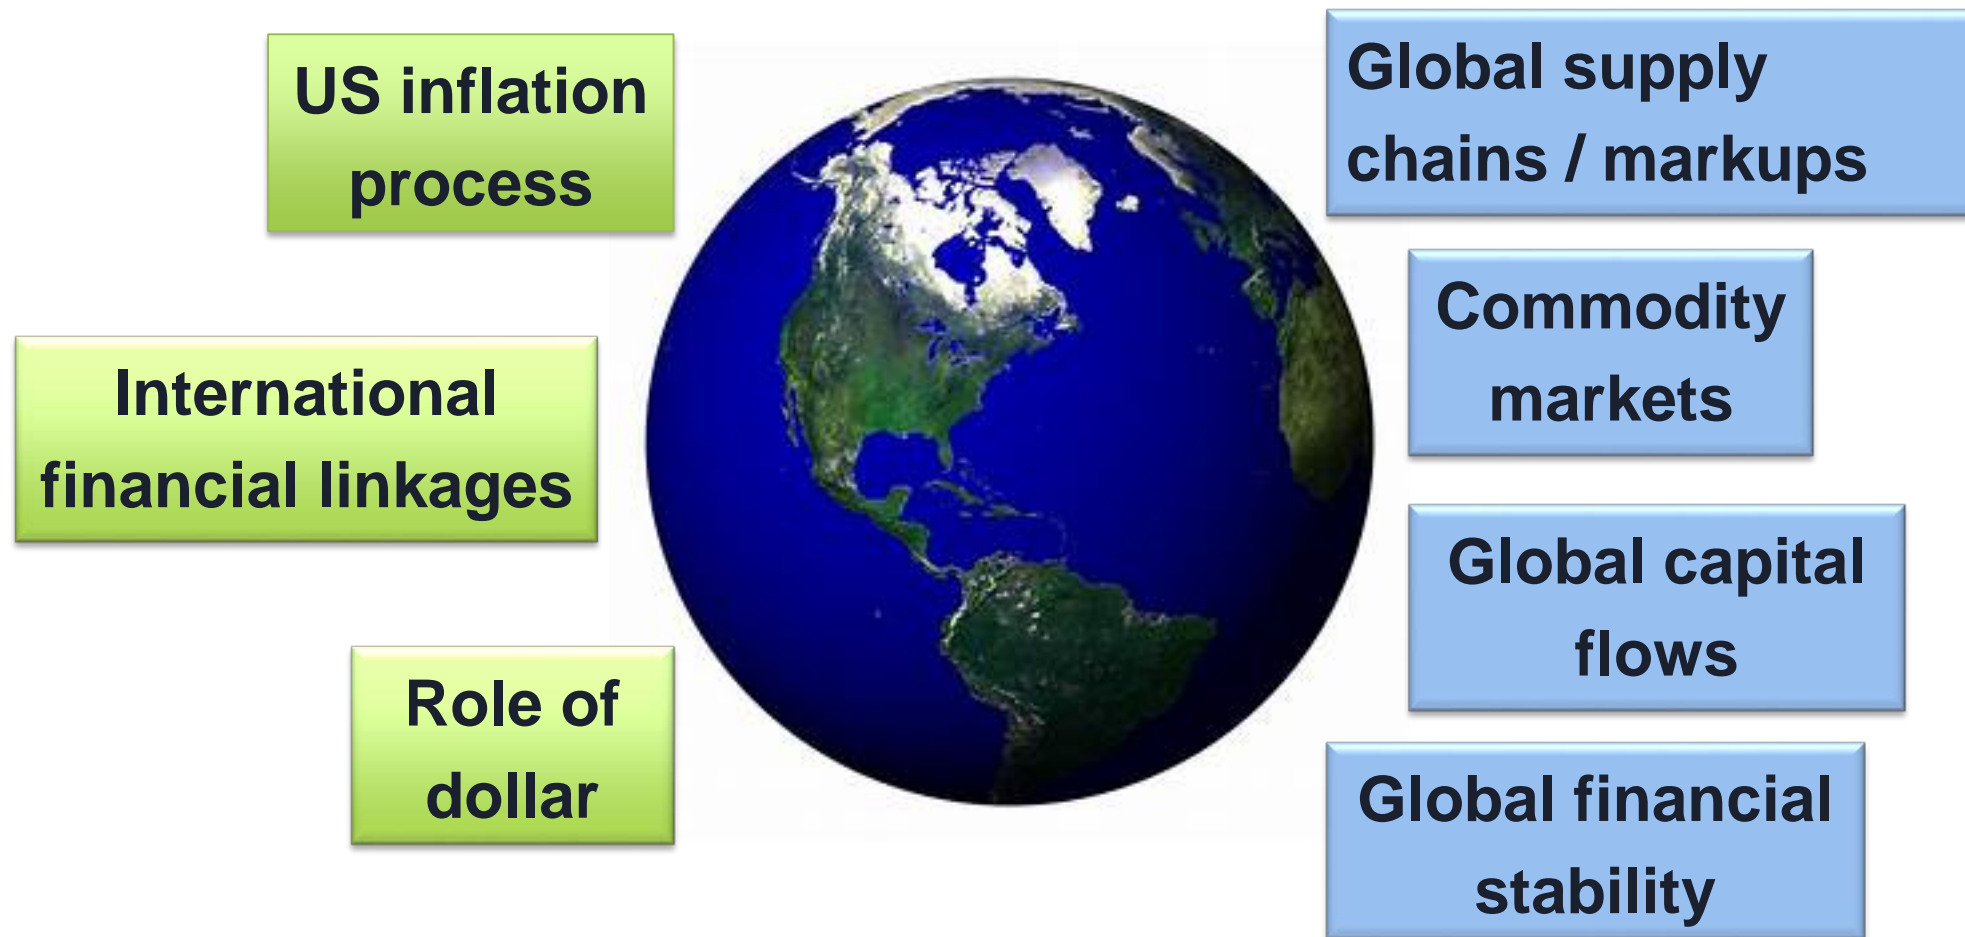 US inflation
process
International
financial linkages
Role of
dollar
Global supply
chains / markups
Commodity
markets
Global capital
flows
Global financial
stability